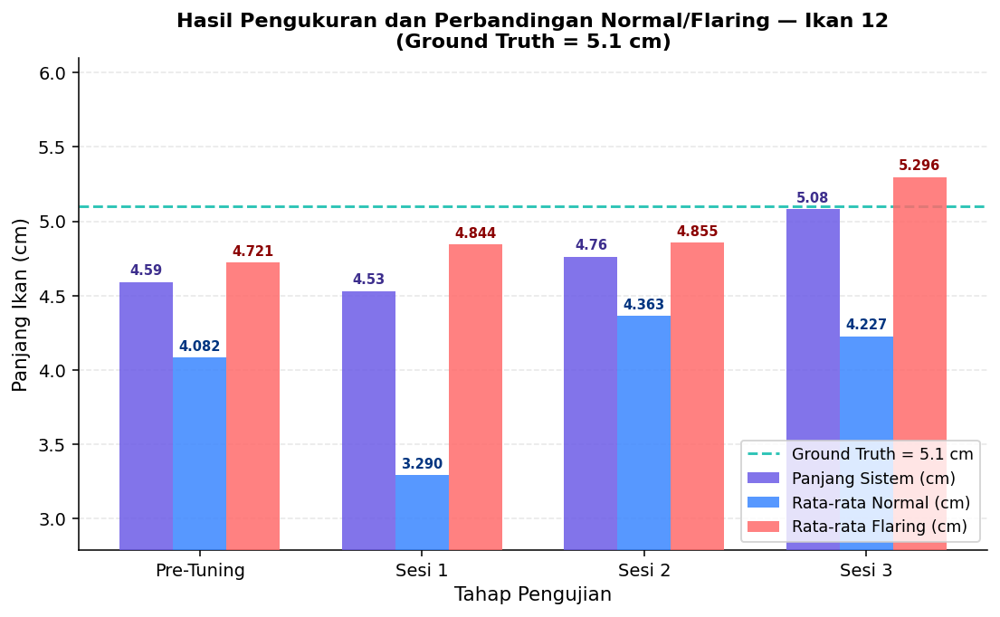 Hasil Pengukuran dan Perbandingan Normal/Flaring — Ikan 12
(Ground Truth = 5.1 cm)
Panjang Ikan (cm)
6.0
5.5
5.0
4.5
4.0
3.5
3.0
4.59
4.082
4.721
4.53
3.290
4.844
4.76
4.363
4.855
5.08
4.227
5.296
Ground Truth = 5.1 cm
Panjang Sistem (cm)
Rata-rata Normal (cm)
Rata-rata Flaring (cm)
Pre-Tuning
Sesi 1
Sesi 2
Sesi 3
Tahap Pengujian